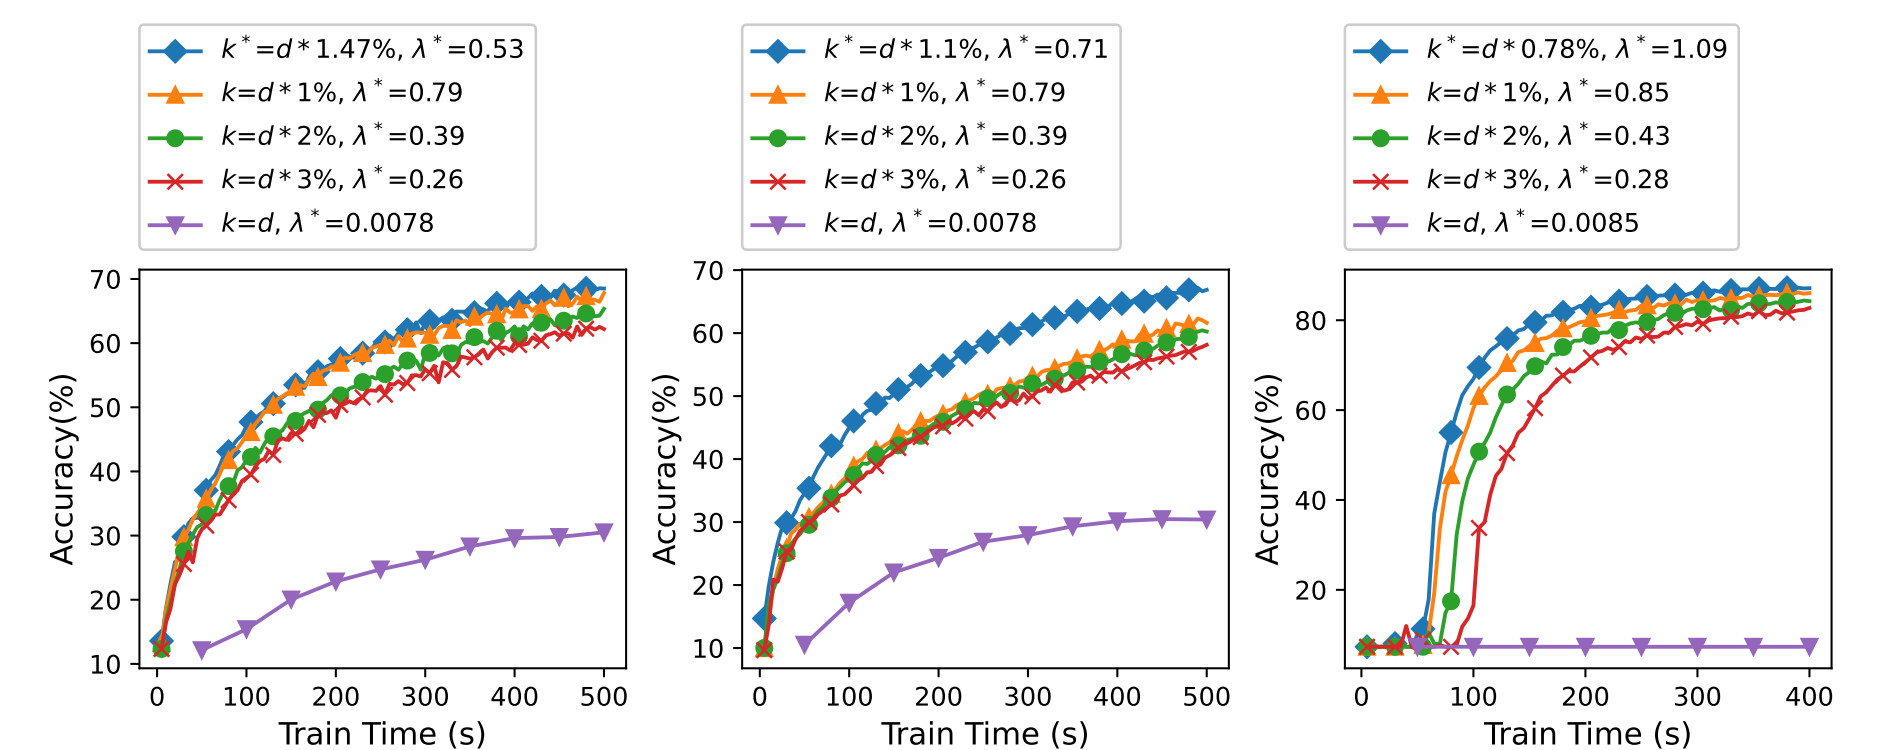 k*=d*1.47%, λ*=0.53
k=d*1%, λ*=0.79
k=d*2%, λ*=0.39
k=d*3%, λ*=0.26
k=d, λ*=0.0078
70
60
50
40
30
20
10
Accuracy(%)
0 100 200 300 400 500
Train Time (s)
k*=d*1.1%, λ*=0.71
k=d*1%, λ*=0.79
k=d*2%, λ*=0.39
k=d*3%, λ*=0.26
k=d, λ*=0.0078
70
60
50
40
30
20
10
Accuracy(%)
0 100 200 300 400 500
Train Time (s)
k*=d*0.78%, λ*=1.09
k=d*1%, λ*=0.85
k=d*2%, λ*=0.43
k=d*3%, λ*=0.28
k=d, λ*=0.0085
80
60
40
20
Accuracy(%)
0 100 200 300 400
Train Time (s)